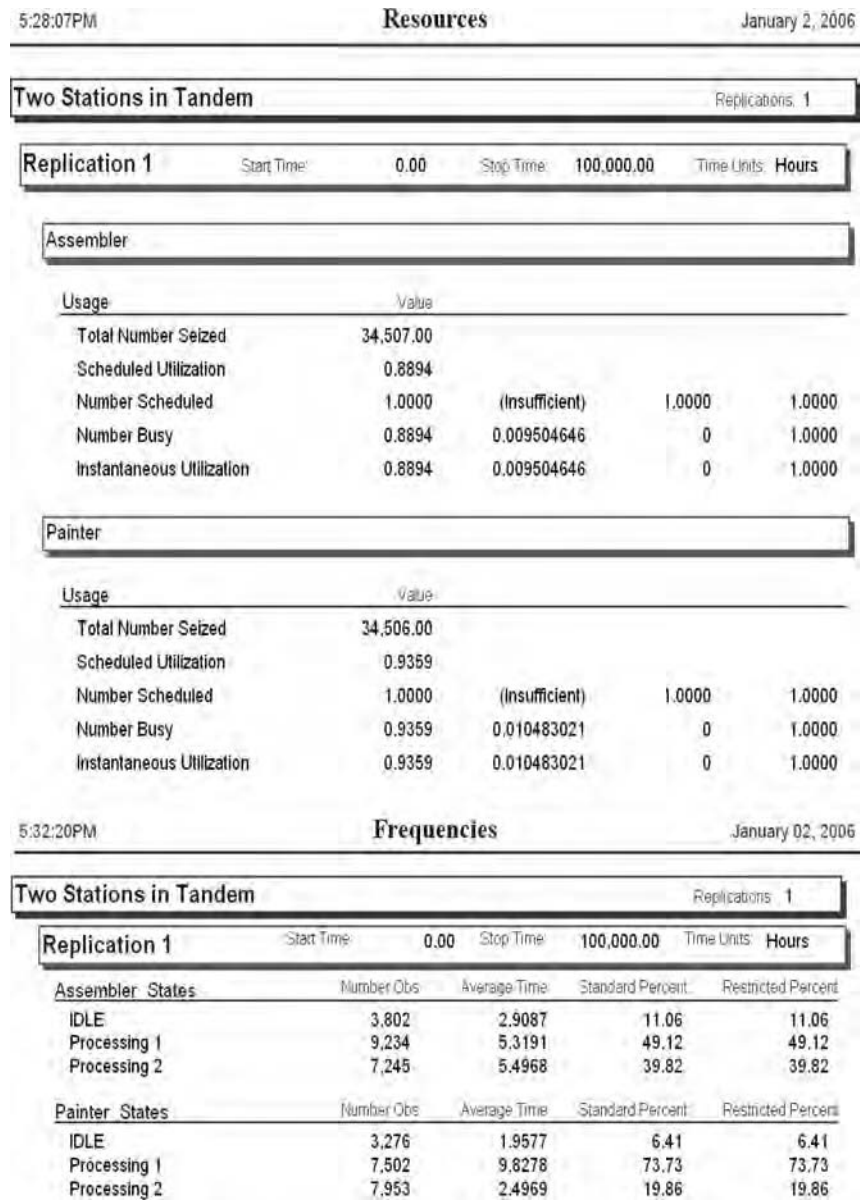 5:28:07PM Resources January 2, 2006
Two Stations in Tandem Replications: 1
Replication 1 Start Time: 0.00 Stop Time: 100,000.00 Time Units: Hours
Assembler
Usage Value
Total Number Seized 34,507.00
Scheduled Utilization 0.8894
Number Scheduled 1.0000 (Insufficient) 1.0000 1.0000
Number Busy 0.8894 0.009504646 0 1.0000
Instantaneous Utilization 0.8894 0.009504646 0 1.0000
Painter
Usage Value
Total Number Seized 34,506.00
Scheduled Utilization 0.9359
Number Scheduled 1.0000 (Insufficient) 1.0000 1.0000
Number Busy 0.9359 0.010483021 0 1.0000
Instantaneous Utilization 0.9359 0.010483021 0 1.0000
5:32:20PM Frequencies January 02, 2006
Two Stations in Tandem Replications 1
Replication 1 Start Time 0.00 Stop Time 100,000.00 Time Units Hours
Assembler States Number Obs Average Time Standard Percent Restricted Percent
IDLE 3,802 2.9087 11.06 11.06
Processing 1 9,234 5.3191 49.12 49.12
Processing 2 7,245 5.4968 39.82 39.82
Painter States Number Obs Average Time Standard Percent Restricted Percent
IDLE 3,276 1.9577 6.41 6.41
Processing 1 7,502 9.8278 73.73 73.73
Processing 2 7,953 2.4969 19.86 19.86